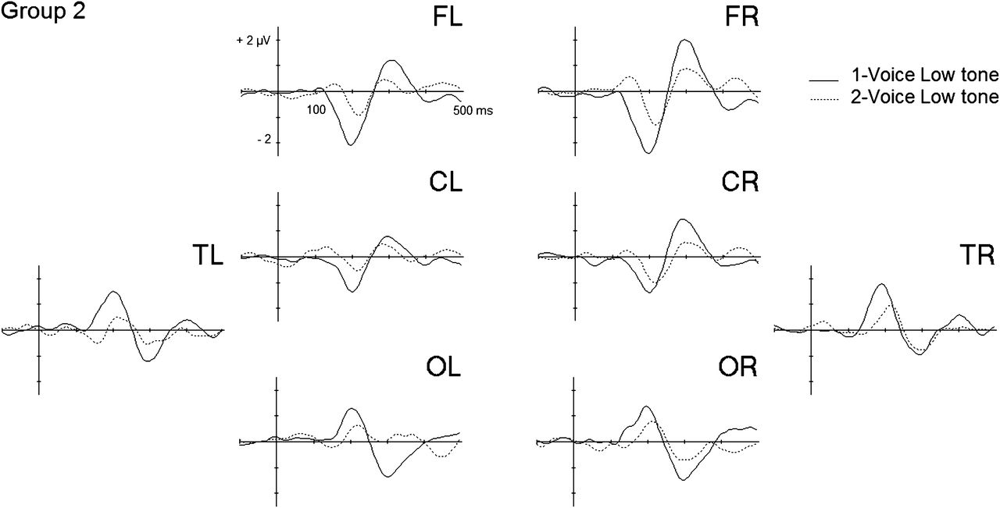 Group 2
FL
FR
+ 2 µV
1-Voice Low tone
2-Voice Low tone
100
500 ms
- 2
CL
CR
TL
TR
OL
OR